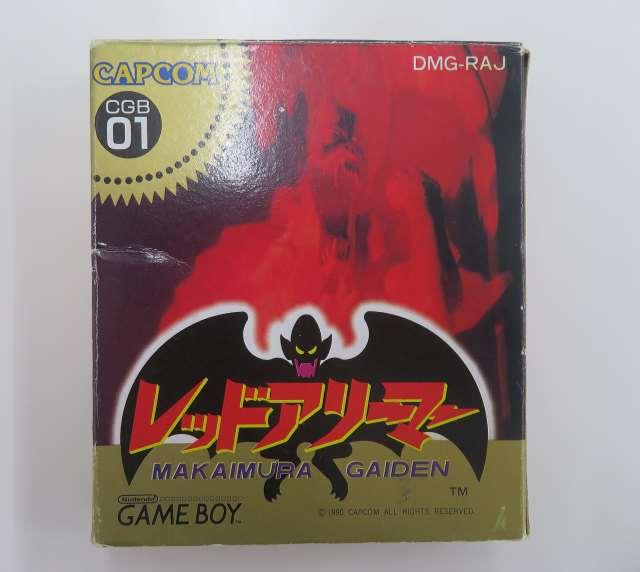 CAPCOM
CGB
01
DMG-RAJ
レッドアリーマー
MAKAIMURA GAIDEN
TM
Nintendo
GAME BOY TM
© 1990 CAPCOM ALL RIGHTS RESERVED.